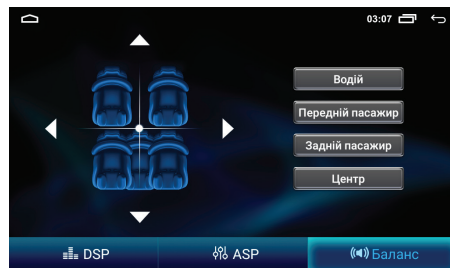 03:07
Водій
Передній пасажир
Задній пасажир
Центр
DSP
ASP
Баланс